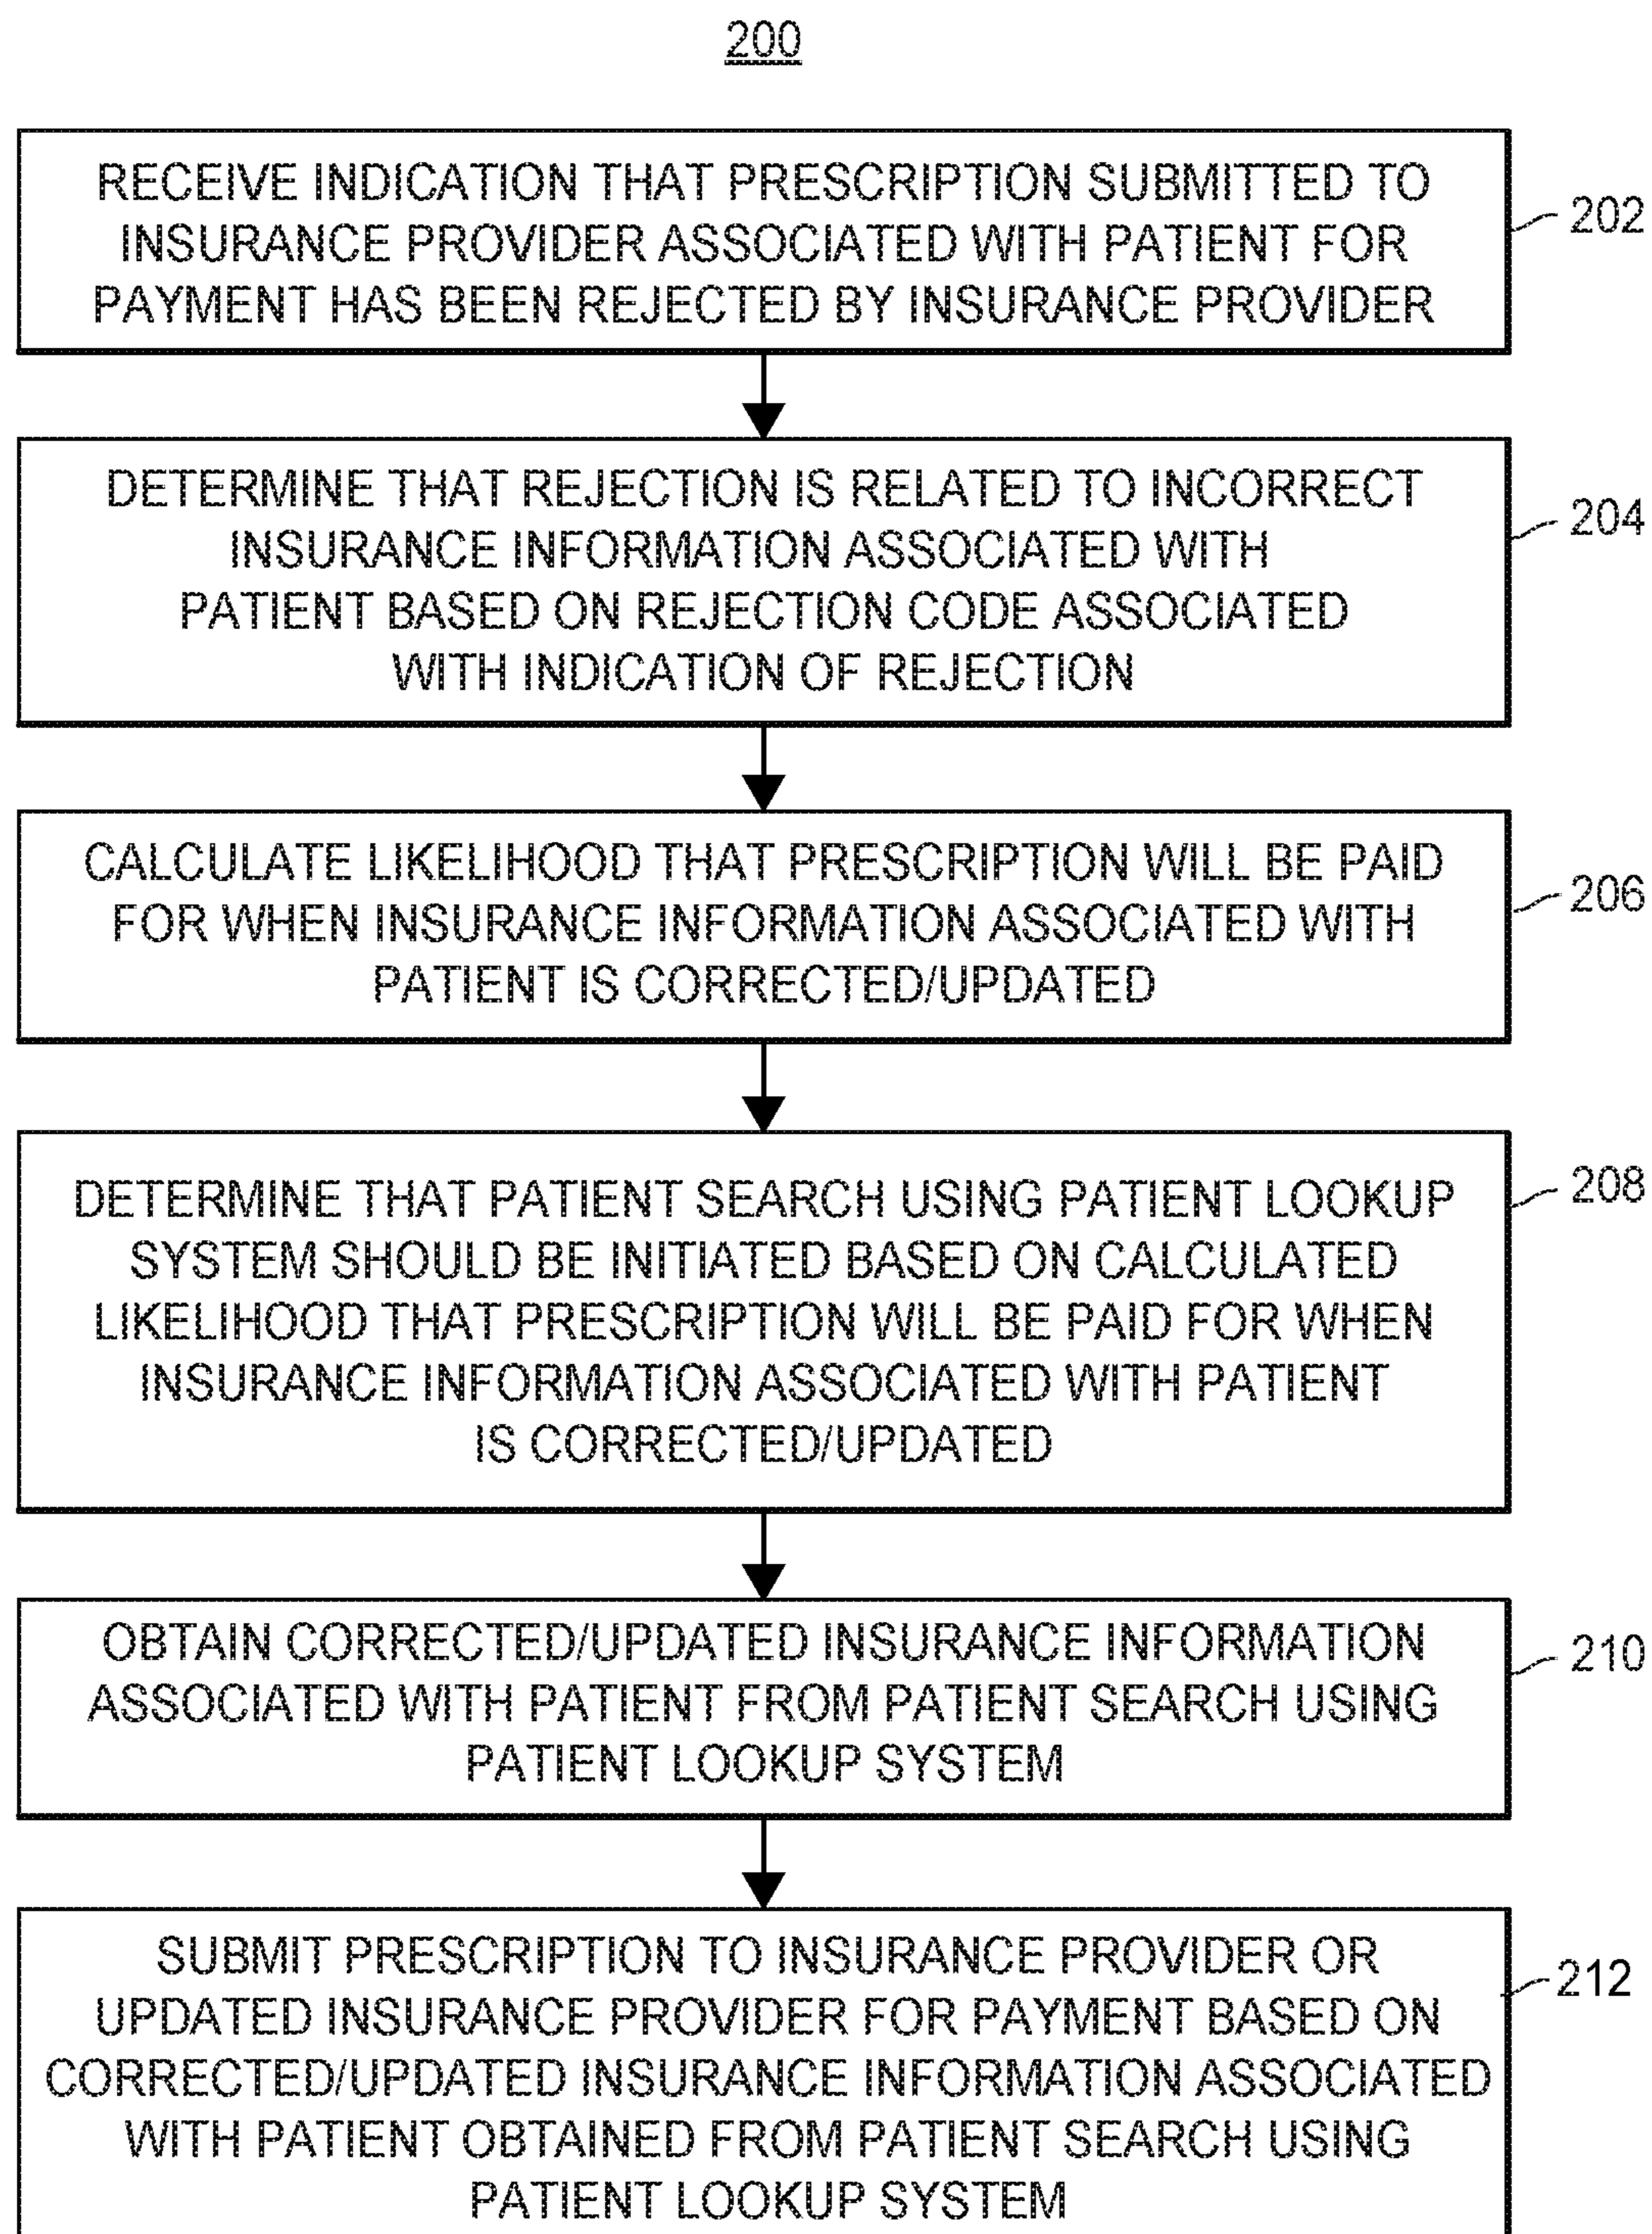 200
RECEIVE INDICATION THAT PRESCRIPTION SUBMITTED TO
INSURANCE PROVIDER ASSOCIATED WITH PATIENT FOR
PAYMENT HAS BEEN REJECTED BY INSURANCE PROVIDER
202
DETERMINE THAT REJECTION IS RELATED TO INCORRECT
INSURANCE INFORMATION ASSOCIATED WITH
PATIENT BASED ON REJECTION CODE ASSOCIATED
WITH INDICATION OF REJECTION
204
CALCULATE LIKELIHOOD THAT PRESCRIPTION WILL BE PAID
FOR WHEN INSURANCE INFORMATION ASSOCIATED WITH
PATIENT IS CORRECTED/UPDATED
206
DETERMINE THAT PATIENT SEARCH USING PATIENT LOOKUP
SYSTEM SHOULD BE INITIATED BASED ON CALCULATED
LIKELIHOOD THAT PRESCRIPTION WILL BE PAID FOR WHEN
INSURANCE INFORMATION ASSOCIATED WITH PATIENT
IS CORRECTED/UPDATED
208
OBTAIN CORRECTED/UPDATED INSURANCE INFORMATION
ASSOCIATED WITH PATIENT FROM PATIENT SEARCH USING
PATIENT LOOKUP SYSTEM
210
SUBMIT PRESCRIPTION TO INSURANCE PROVIDER OR
UPDATED INSURANCE PROVIDER FOR PAYMENT BASED ON
CORRECTED/UPDATED INSURANCE INFORMATION ASSOCIATED
WITH PATIENT OBTAINED FROM PATIENT SEARCH USING
PATIENT LOOKUP SYSTEM
212